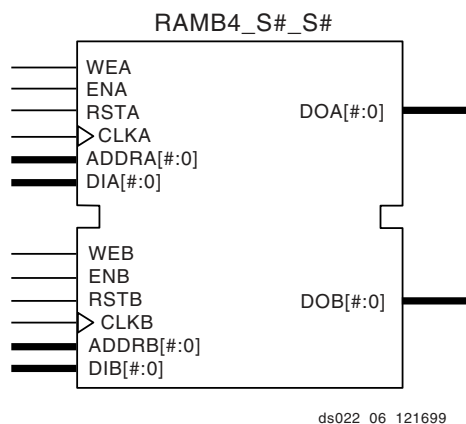 RAMB4_S#_S#
WEA
ENA
RSTA
CLKA
ADDRA[#:0]
DIA[#:0]
DOA[#:0]
WEB
ENB
RSTB
CLKB
ADDRB[#:0]
DIB[#:0]
DOB[#:0]
ds022_06_121699